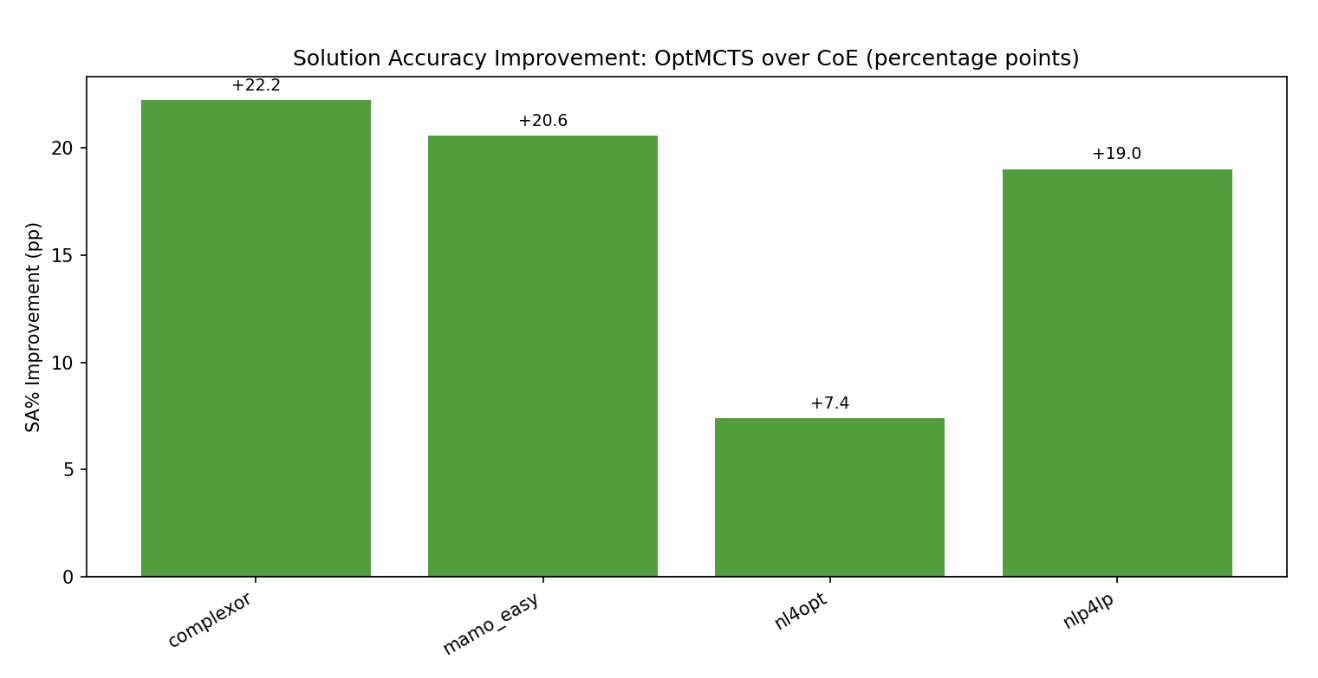 Solution Accuracy Improvement: OptMCTS over CoE (percentage points)
SA% Improvement (pp)
20
15
10
5
0
+22.2
+20.6
+7.4
+19.0
complexor
mamo_easy
nl4opt
nlp4lp